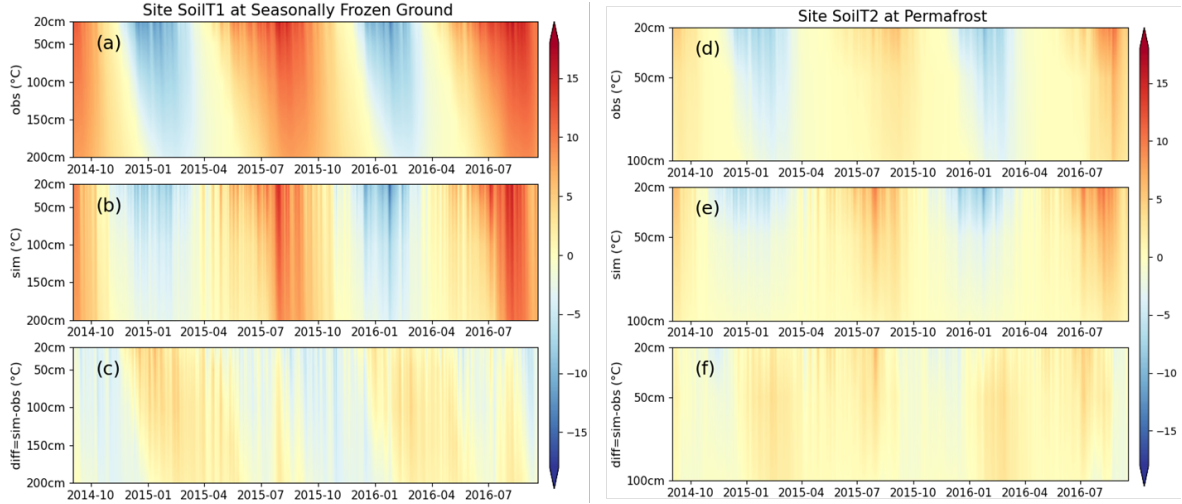 Site SoilT1 at Seasonally Frozen Ground
(a)
obs (°C)
20cm
50cm
100cm
150cm
200cm
2014-10 2015-01 2015-04 2015-07 2015-10 2016-01 2016-04 2016-07
(b)
sim (°C)
20cm
50cm
100cm
150cm
200cm
2014-10 2015-01 2015-04 2015-07 2015-10 2016-01 2016-04 2016-07
(c)
diff=sim-obs (°C)
20cm
50cm
100cm
150cm
200cm
2014-10 2015-01 2015-04 2015-07 2015-10 2016-01 2016-04 2016-07
15
10
5
0
−5
−10
−15
Site SoilT2 at Permafrost
(d)
obs (°C)
20cm
50cm
100cm
2014-10 2015-01 2015-04 2015-07 2015-10 2016-01 2016-04 2016-07
(e)
sim (°C)
20cm
50cm
100cm
2014-10 2015-01 2015-04 2015-07 2015-10 2016-01 2016-04 2016-07
(f)
diff=sim-obs (°C)
20cm
50cm
100cm
2014-10 2015-01 2015-04 2015-07 2015-10 2016-01 2016-04 2016-07
15
10
5
0
−5
−10
−15